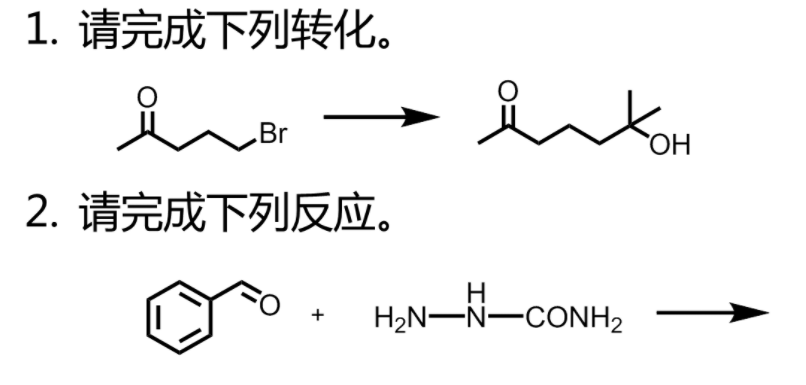 1. 请完成下列转化。
O O
Br OH
2. 请完成下列反应。
O + H₂N—N—CONH₂
H